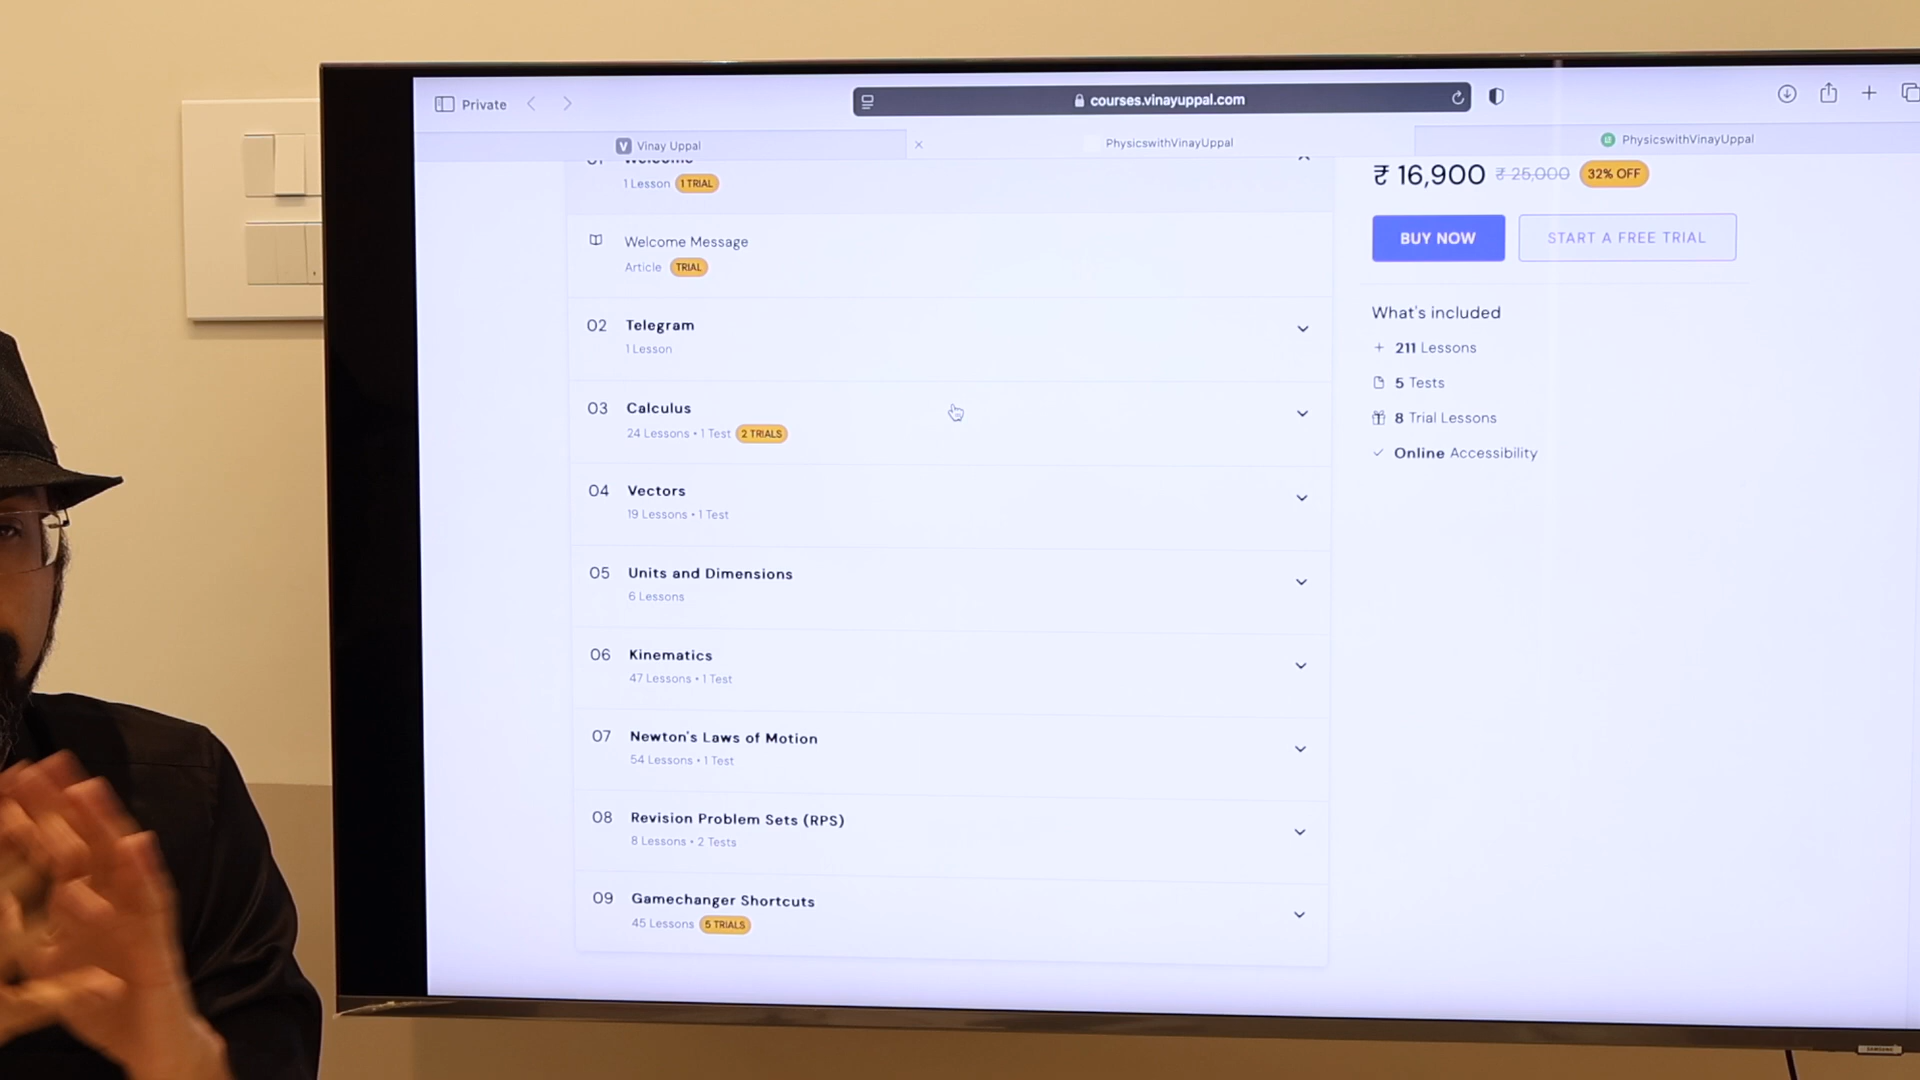 Private
courses.vinayuppal.com
Vinay Uppal
PhysicswithVinayUppal
PhysicswithVinayUppal
01 Welcome
1 Lesson 1 TRIAL
Welcome Message
Article TRIAL
02 Telegram
1 Lesson
03 Calculus
24 Lessons • 1 Test 2 TRIALS
04 Vectors
19 Lessons • 1 Test
05 Units and Dimensions
6 Lessons
06 Kinematics
47 Lessons • 1 Test
07 Newton's Laws of Motion
54 Lessons • 1 Test
08 Revision Problem Sets (RPS)
8 Lessons • 2 Tests
09 Gamechanger Shortcuts
45 Lessons 5 TRIALS
₹ 16,900 ₹ 25,000 32% OFF
BUY NOW START A FREE TRIAL
What's included
+ 211 Lessons
5 Tests
8 Trial Lessons
Online Accessibility
SAMSUNG